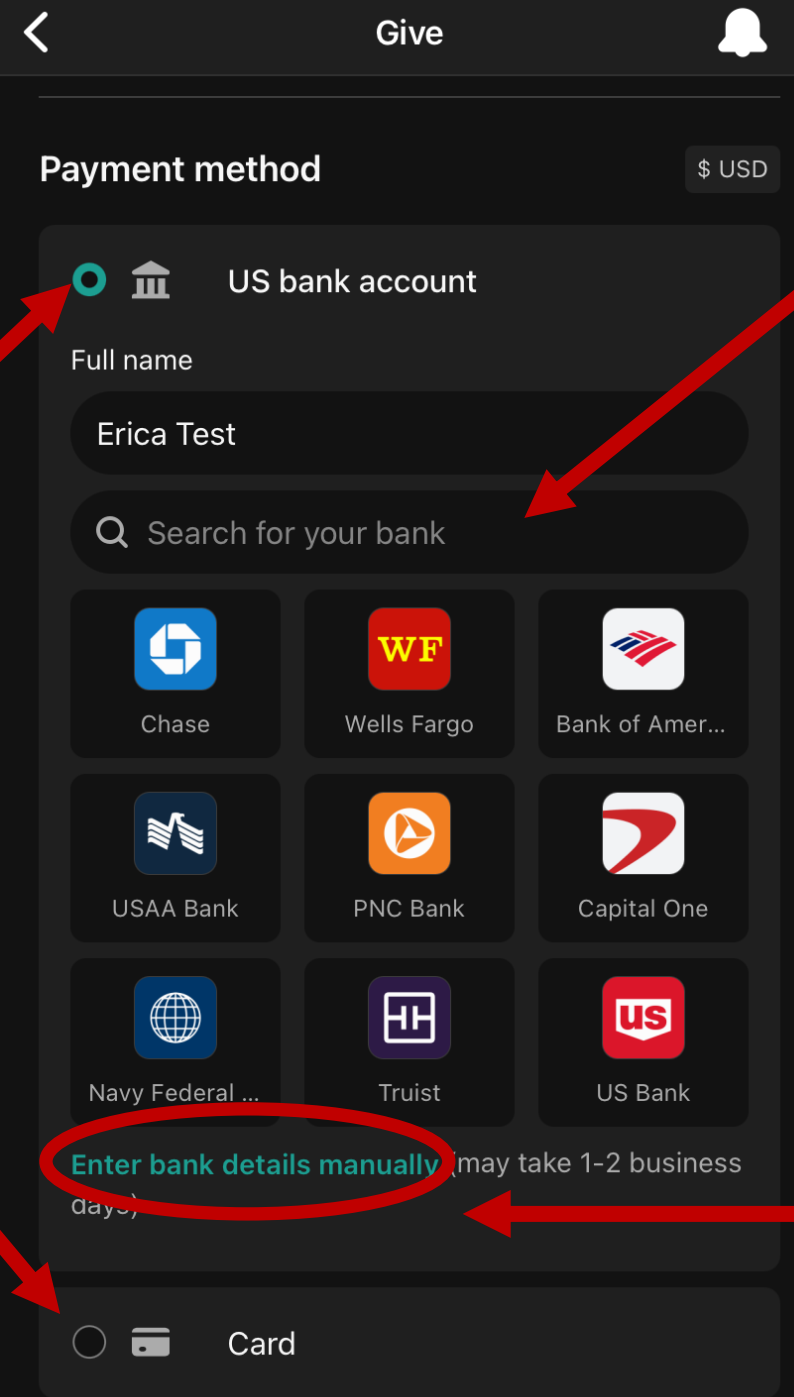 Give
Payment method
$ USD
US bank account
Full name
Erica Test
Search for your bank
WF
Chase
Wells Fargo
Bank of Amer...
USAA Bank
PNC Bank
Capital One
us
Navy Federal ...
Truist
US Bank
Enter bank details manually (may take 1-2 business
days)
Card